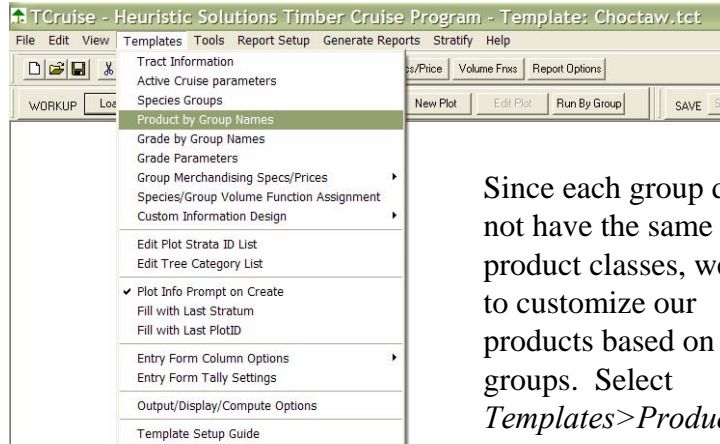 TCruise - Heuristic Solutions Timber Cruise Program - Template: Choctaw.tct
File Edit View Templates Tools Report Setup Generate Reports Stratify Help
Tract Information
Active Cruise parameters
Species Groups
Product by Group Names
Grade by Group Names
Grade Parameters
Group Merchandising Specs/Prices
Species/Group Volume Function Assignment
Custom Information Design
Edit Plot Strata ID List
Edit Tree Category List
Plot Info Prompt on Create
Fill with Last Stratum
Fill with Last PlotID
Entry Form Column Options
Entry Form Tally Settings
Output/Display/Compute Options
Template Setup Guide
cs/Price Volume Fnxs Report Options
WORKUP Loa New Plot Edit Plot Run By Group SAVE S
Since each group
not have the same
product classes, we
to customize our
products based on
groups. Select
Templates>Produ